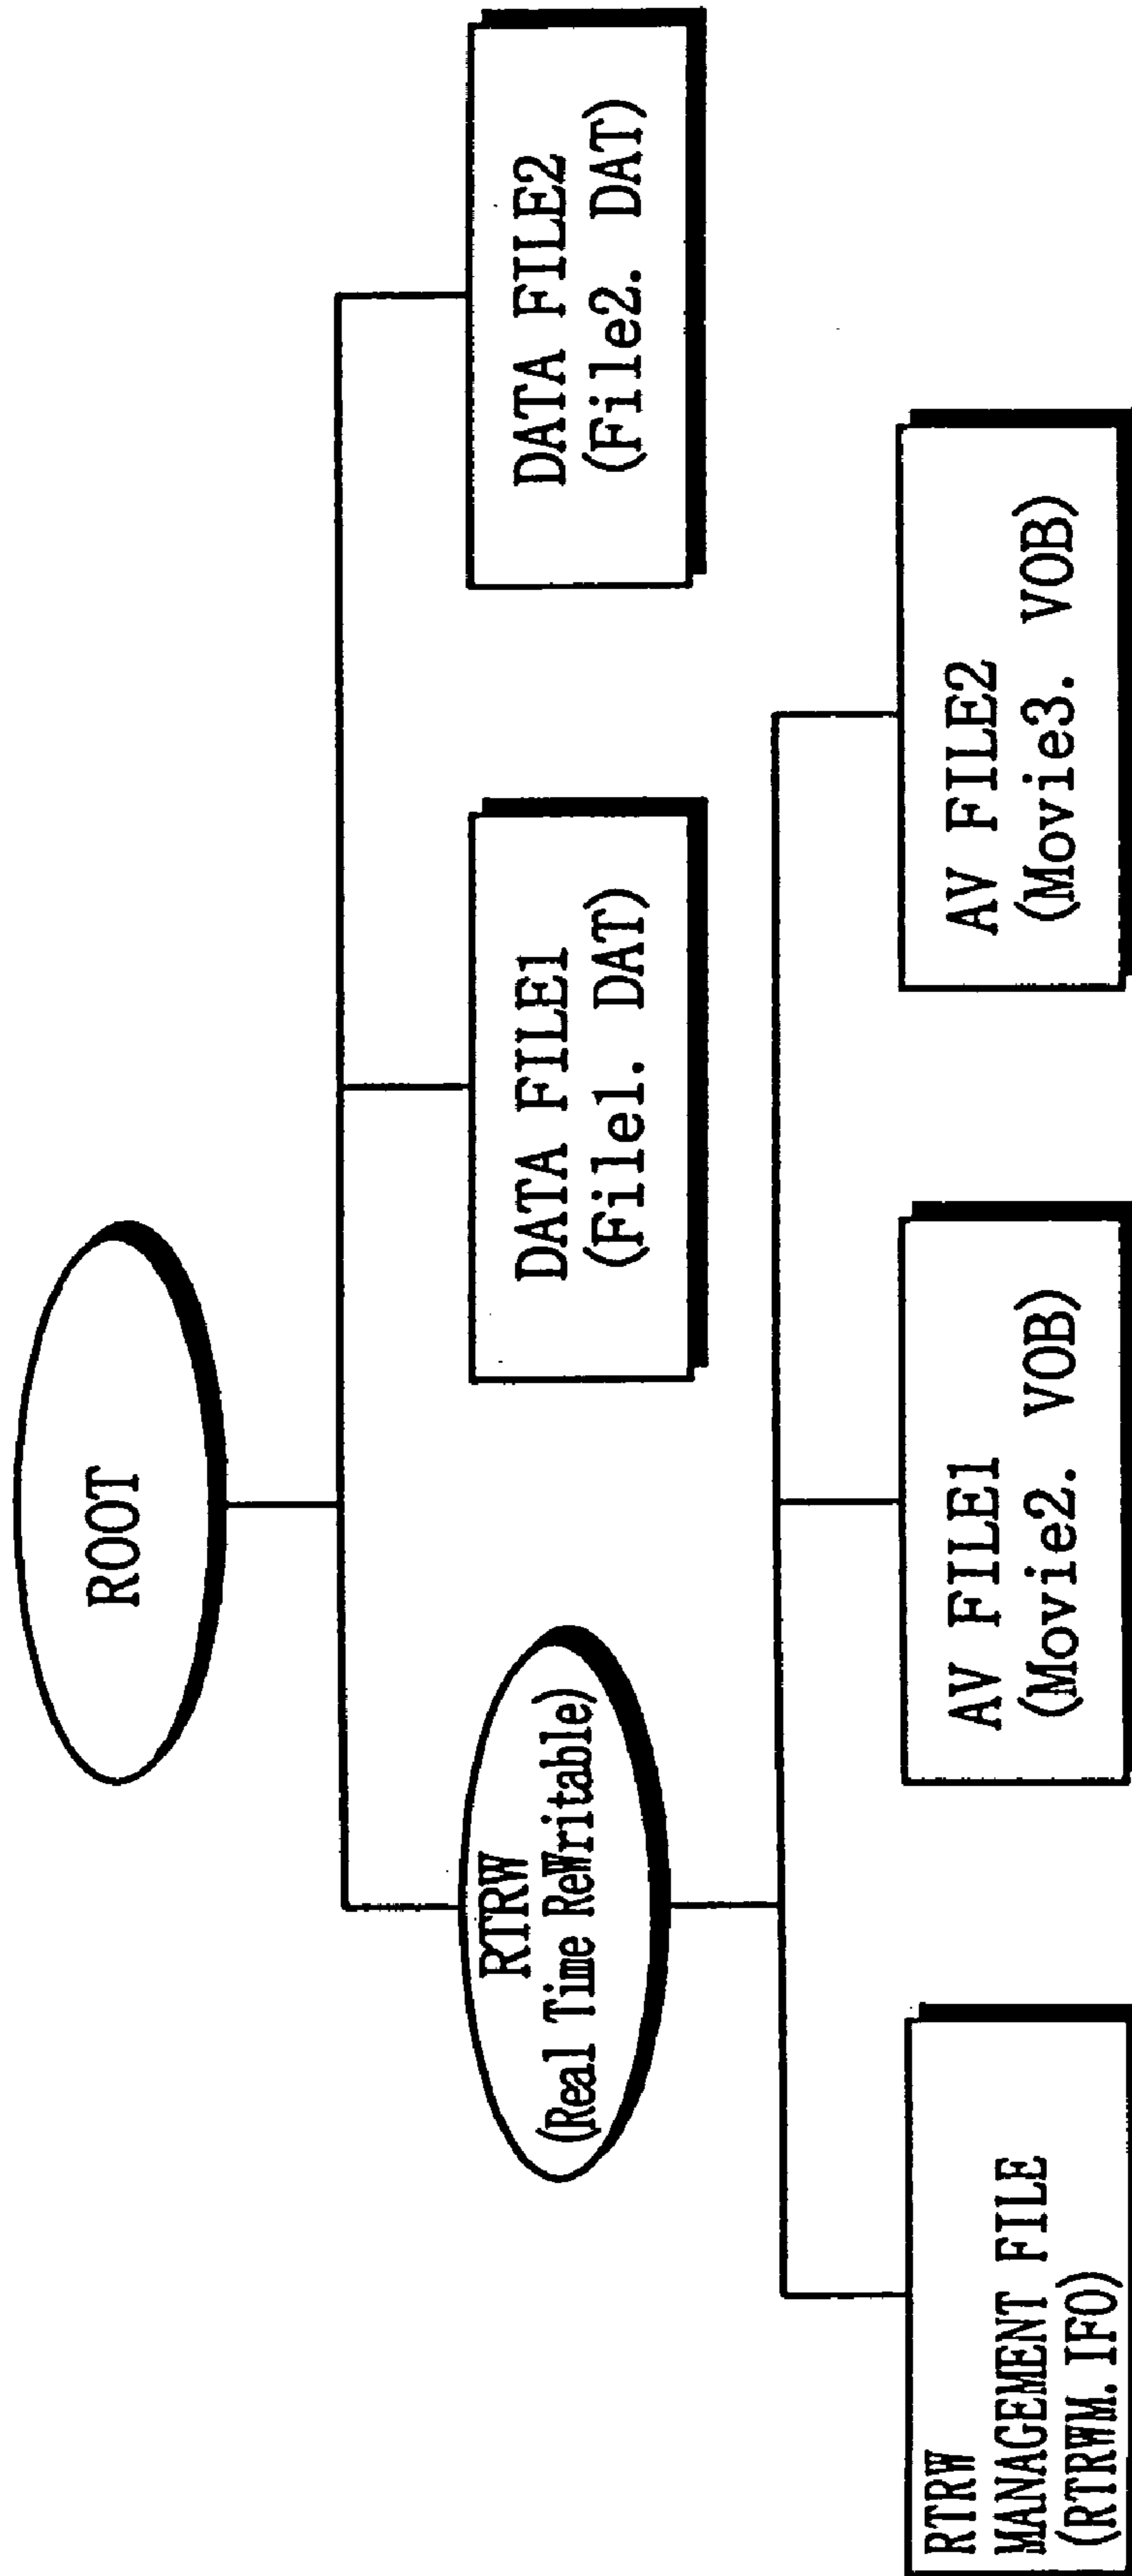 ROOT
RTRW
(Real Time ReWritable)
DATA FILE1
(File1. DAT)
DATA FILE2
(File2. DAT)
RTRW
MANAGEMENT FILE
(RTRWM. IFO)
AV FILE1
(Movie2. VOB)
AV FILE2
(Movie3. VOB)